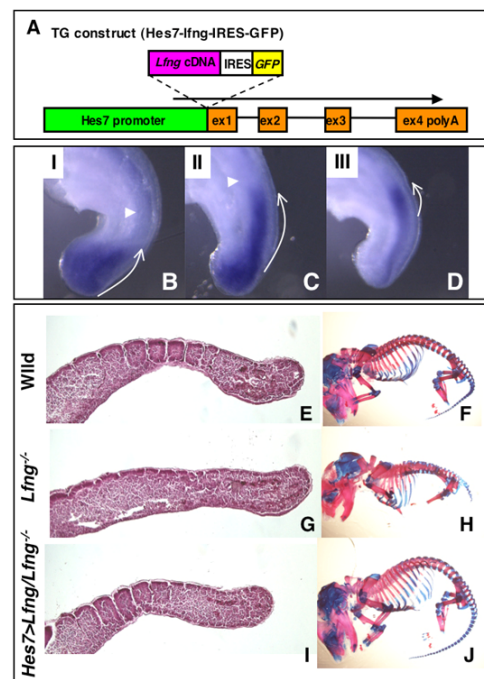 A
TG construct (Hes7-lfng-IRES-GFP)
Lfng cDNA IRES GFP
Hes7 promoter ex1 ex2 ex3 ex4 polyA
I II III
B C D
Wild E F
Lfng-/- G H
Hes7>Lfng/Lfng-/- I J